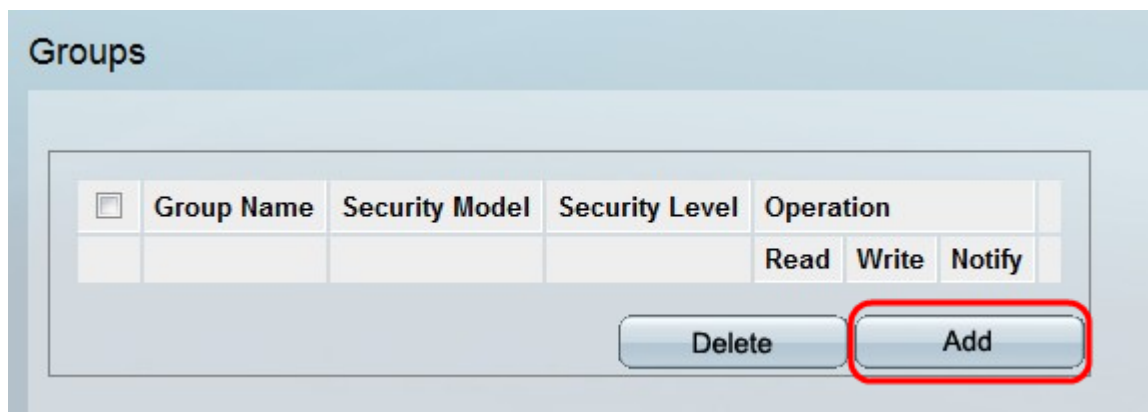 Groups
Group Name Security Model Security Level Operation
Read Write Notify
Delete Add